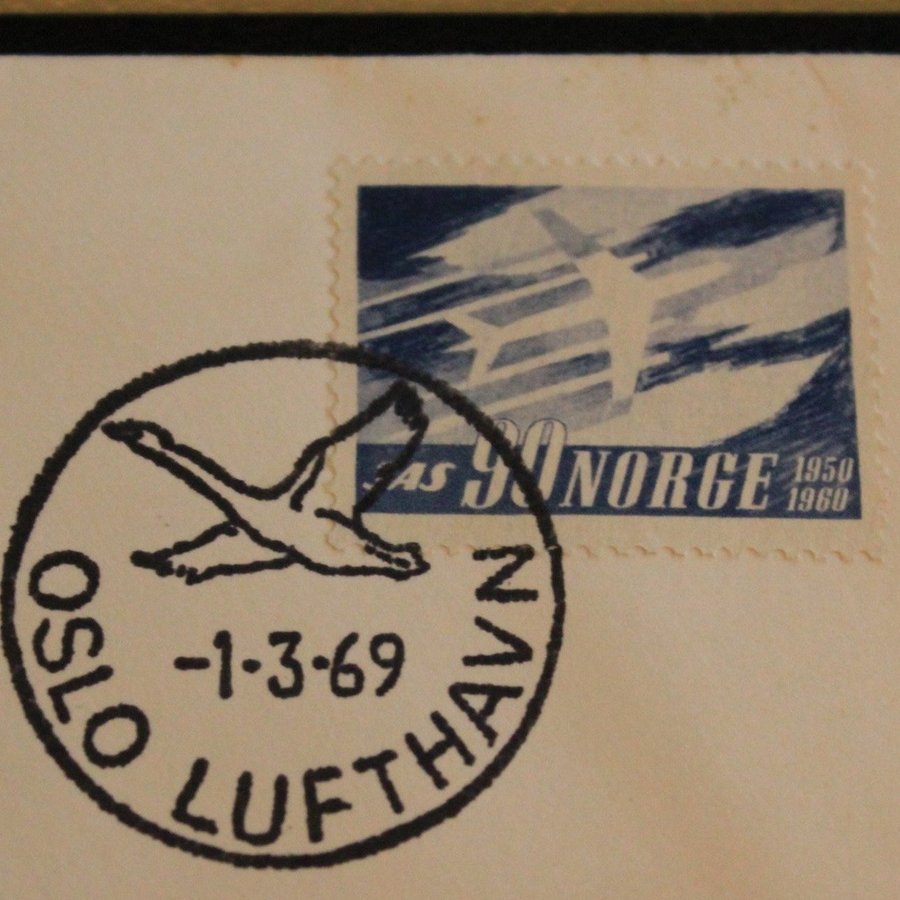 SAS 90 NORGE 1950
1960
-1·3·69
OSLO LUFTHAVN